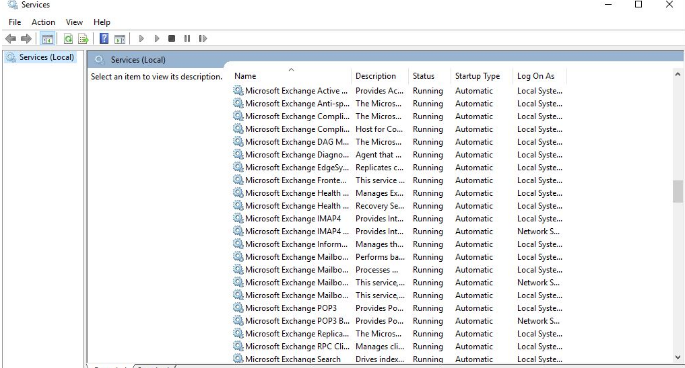 Services
File Action View Help
Services (Local)
Services (Local)
Select an item to view its description.
Name Description Status Startup Type Log On As
Microsoft Exchange Active ... Provides Ac... Running Automatic Local Syste...
Microsoft Exchange Anti-sp... The Micros... Running Automatic Local Syste...
Microsoft Exchange Compli... The Micros... Running Automatic Local Syste...
Microsoft Exchange Compli... Host for Co... Running Automatic Local Syste...
Microsoft Exchange DAG M... The Micros... Running Automatic Local Syste...
Microsoft Exchange Diagno... Agent that ... Running Automatic Local Syste...
Microsoft Exchange EdgeSy... Replicates c... Running Automatic Local Syste...
Microsoft Exchange Fronte... This service ... Running Automatic Local Syste...
Microsoft Exchange Health ... Manages Ex... Running Automatic Local Syste...
Microsoft Exchange Health ... Recovery Se... Running Automatic Local Syste...
Microsoft Exchange IMAP4 Provides Int... Running Automatic Local Syste...
Microsoft Exchange IMAP4 ... Provides Int... Running Automatic Network S...
Microsoft Exchange Inform... Manages th... Running Automatic Local Syste...
Microsoft Exchange Mailbo... Performs ba... Running Automatic Local Syste...
Microsoft Exchange Mailbo... Processes ... Running Automatic Local Syste...
Microsoft Exchange Mailbo... This service,... Running Automatic Network S...
Microsoft Exchange Mailbo... This service,... Running Automatic Local Syste...
Microsoft Exchange POP3 Provides Po... Running Automatic Local Syste...
Microsoft Exchange POP3 B... Provides Po... Running Automatic Network S...
Microsoft Exchange Replica... The Micros... Running Automatic Local Syste...
Microsoft Exchange RPC Cli... Manages cli... Running Automatic Local Syste...
Microsoft Exchange Search Drives index... Running Automatic Local Syste...